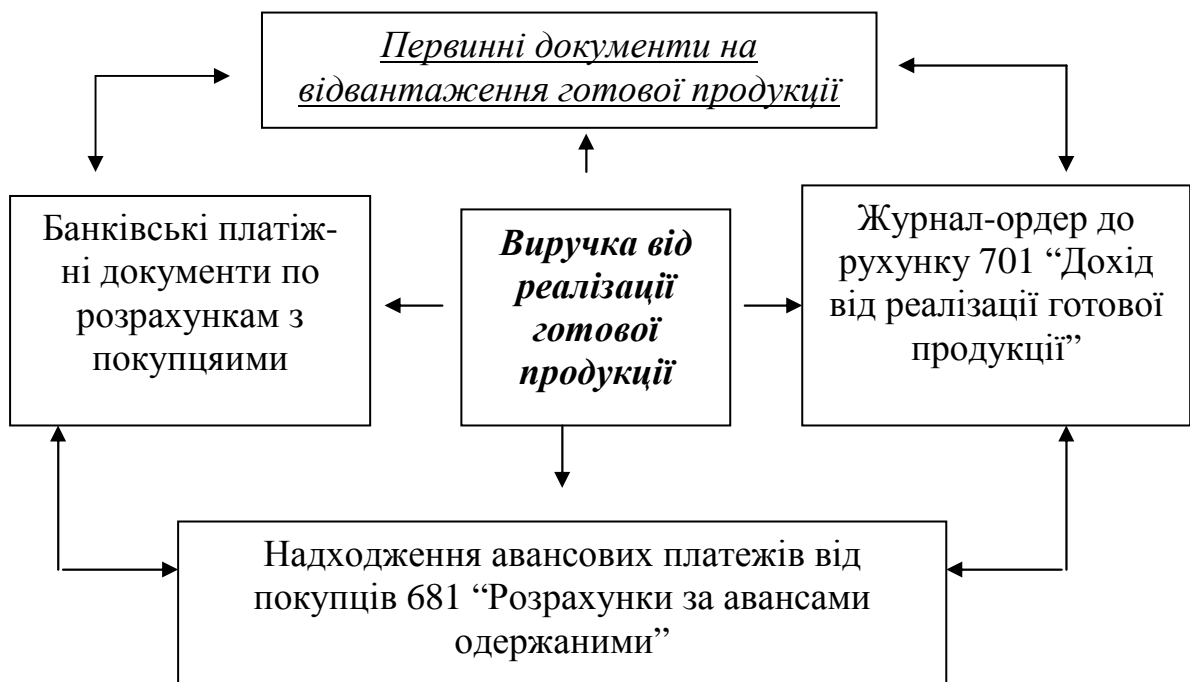 Первинні документи на
відвантаження готової продукції
Банківські платіж-
ні документи по
розрахункам з
покупцяими
Виручка від
реалізації
готової
продукції
Журнал-ордер до
рухунку 701 “Дохід
від реалізації готової
продукції”
Надходження авансових платежів від
покупців 681 “Розрахунки за авансами
одержаними”